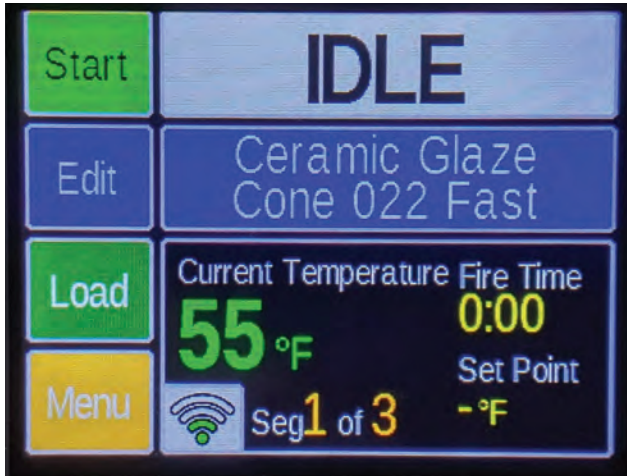 Start
IDLE
Edit
Ceramic Glaze
Cone 022 Fast
Load
Current Temperature
Fire Time
55 °F
0:00
Set Point
Menu
Seg1 of 3
- °F